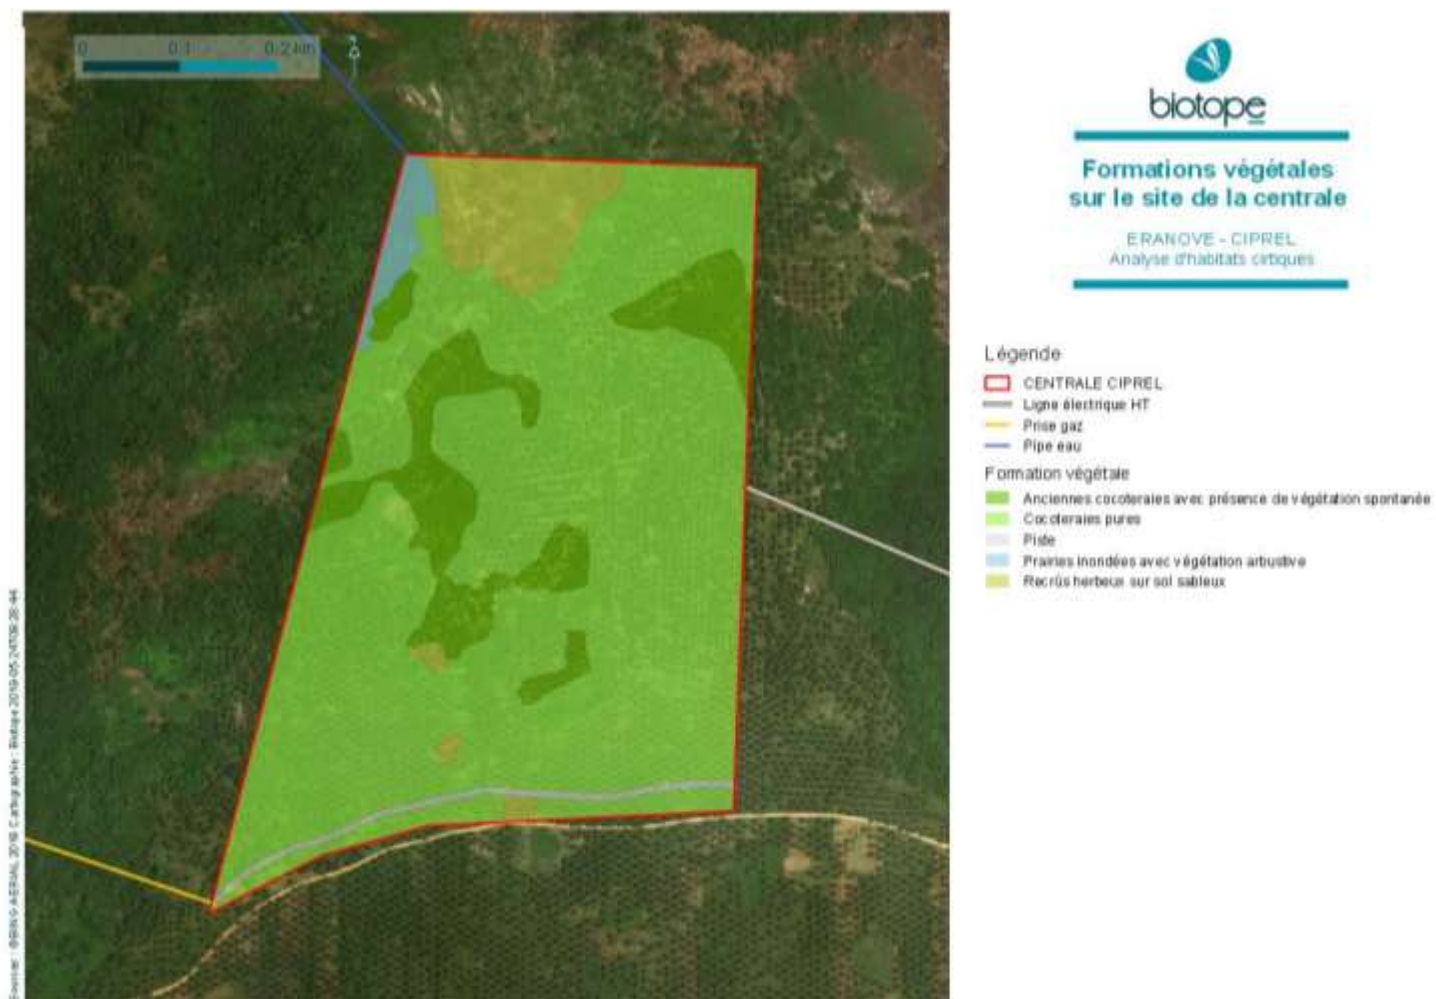 0 0.1 0.2 km
biotope
Formations végétales
sur le site de la centrale
ERANOVE - CIPREL
Analyse d'habitats cirtiques
Légende
CENTRALE CIPREL
Ligne électrique HT
Prise gaz
Pipe eau
Formation végétale
Anciennes cocoteraies avec présence de végétation spontanée
Cocoteraies pures
Piste
Prairies inondées avec végétation arbustive
Recrûs herbeux sur sol sableux